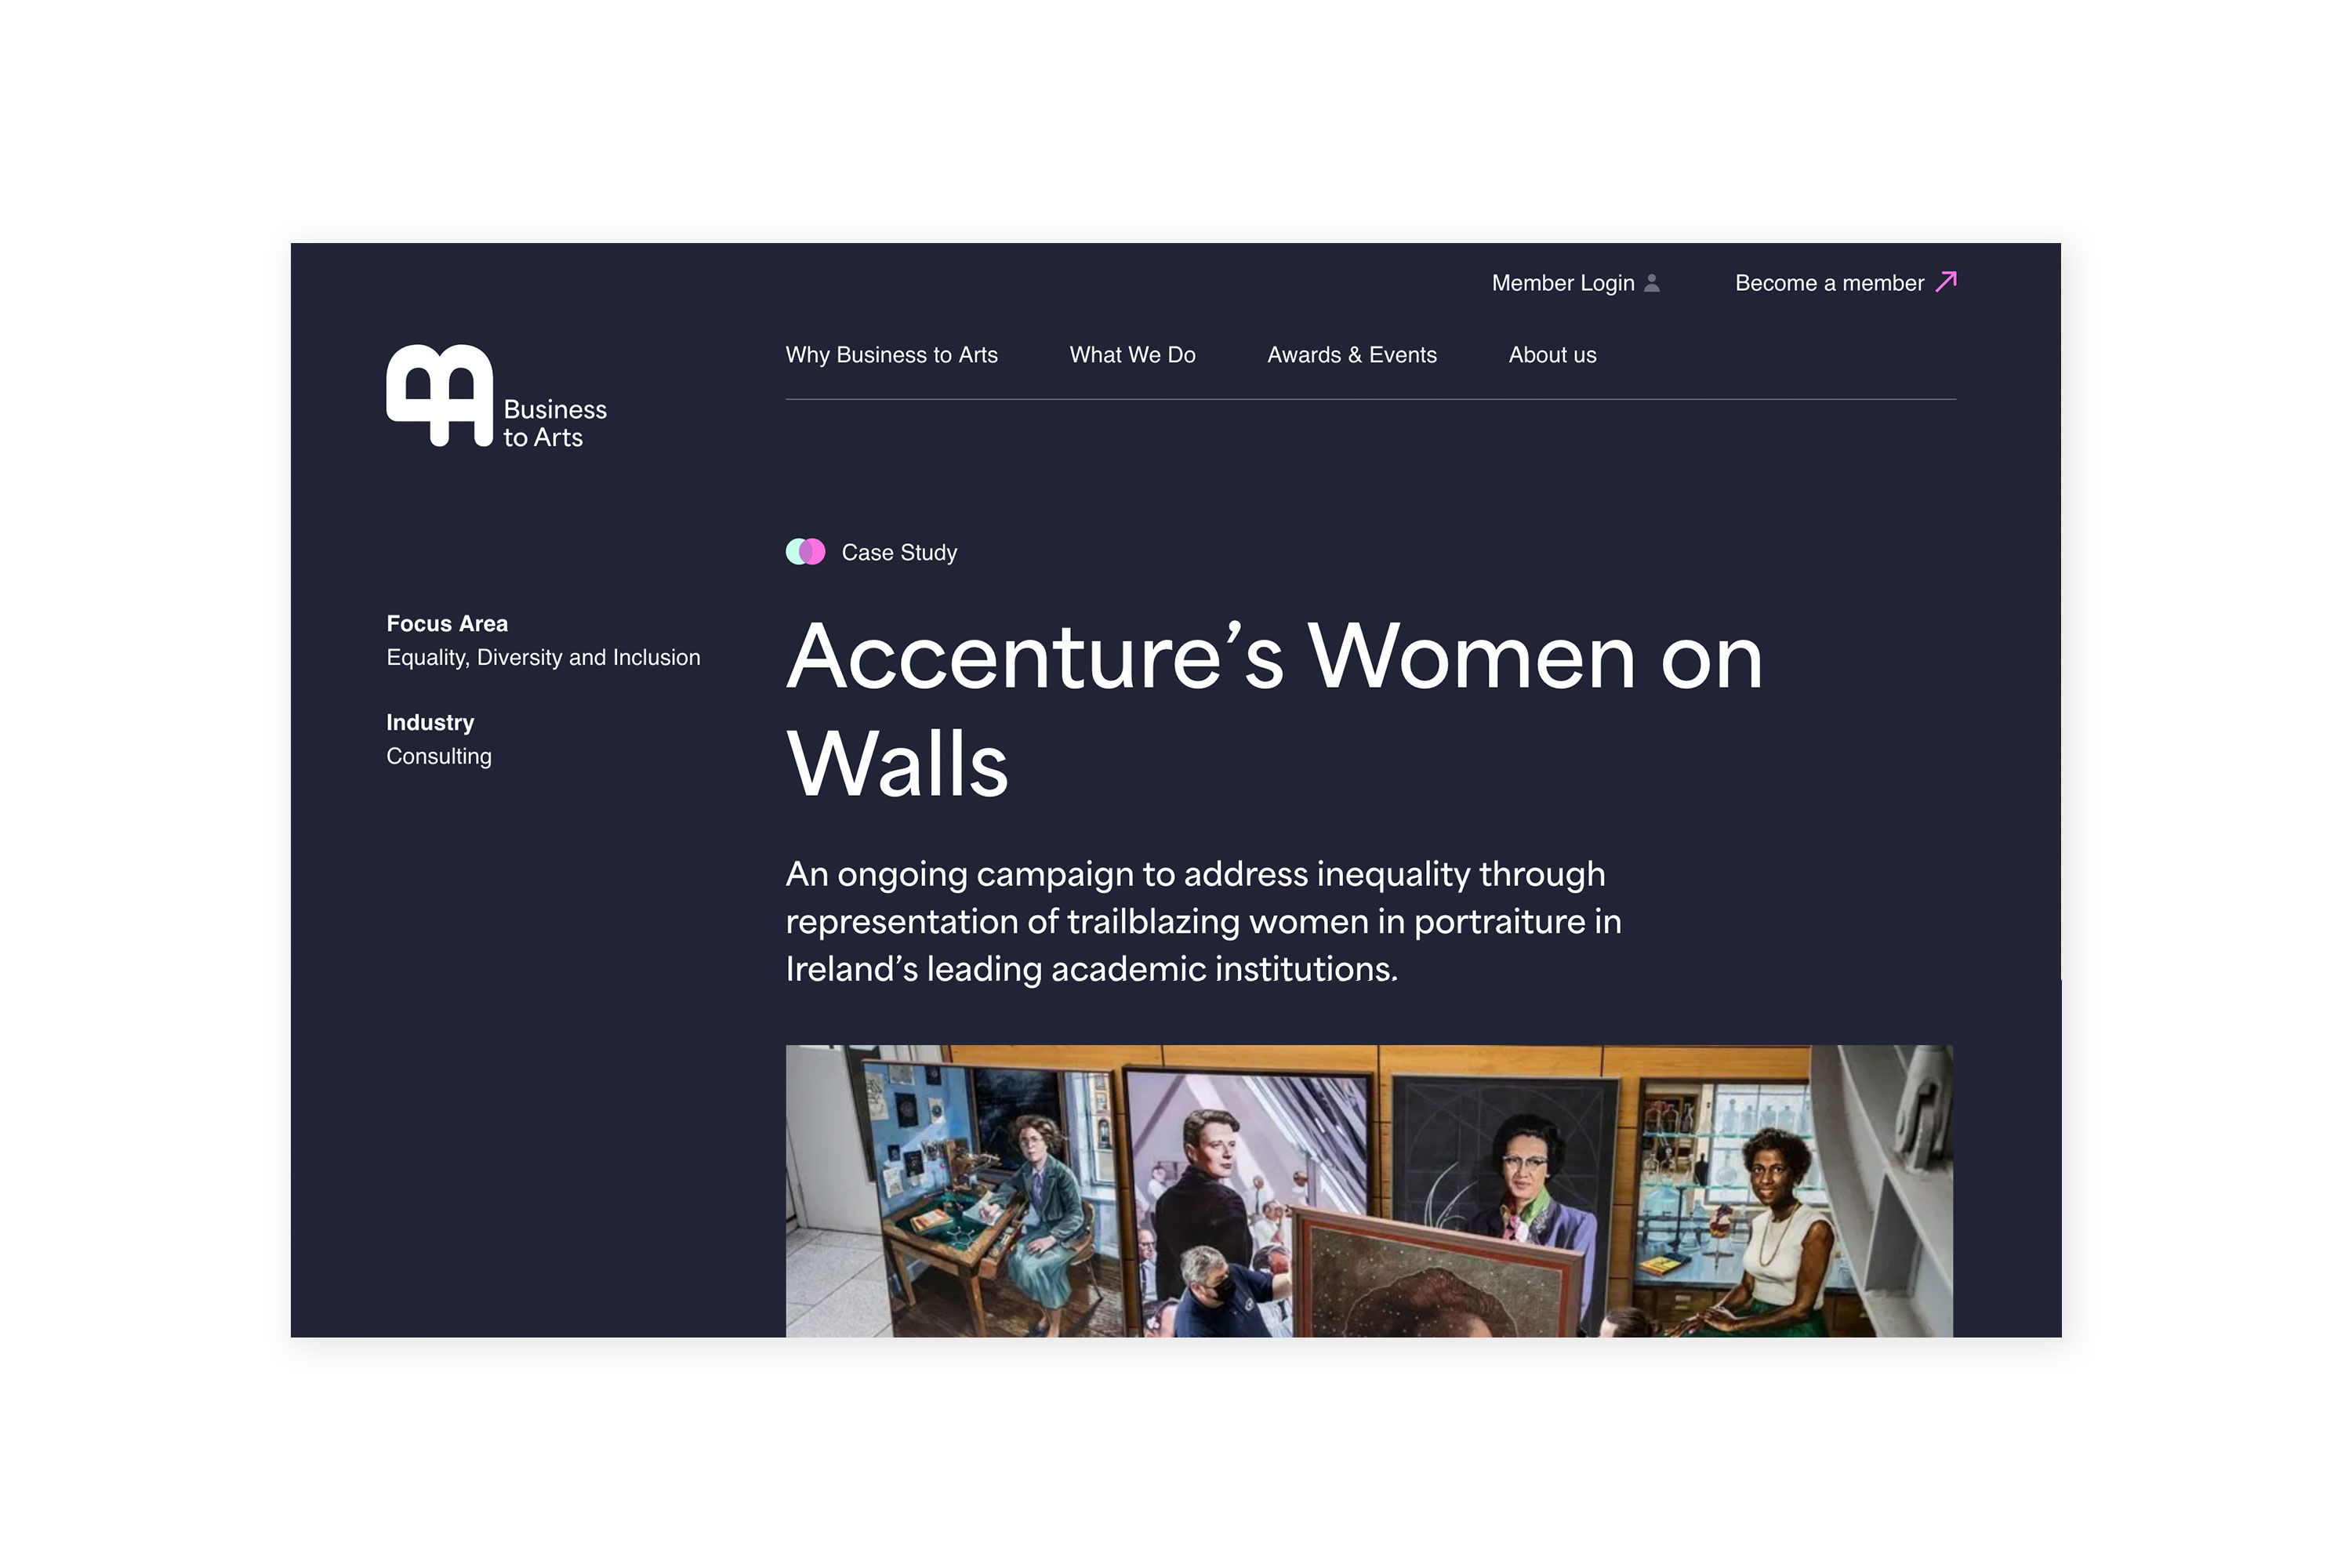 Member Login
Become a member
Why Business to Arts
What We Do
Awards & Events
About us
Business
to Arts
Case Study
Focus Area
Equality, Diversity and Inclusion
Industry
Consulting
Accenture’s Women on
Walls
An ongoing campaign to address inequality through
representation of trailblazing women in portraiture in
Ireland’s leading academic institutions.